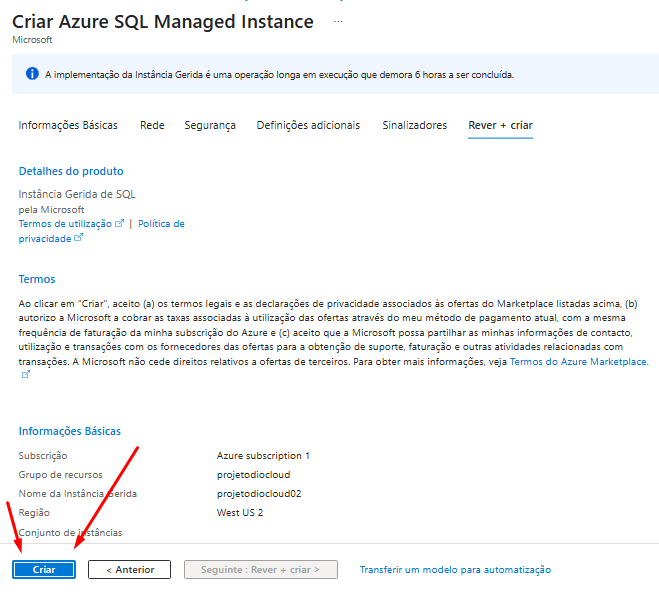 Criar Azure SQL Managed Instance ...
Microsoft
A implementação da Instância Gerida é uma operação longa em execução que demora 6 horas a ser concluída.
Informações Básicas Rede Segurança Definições adicionais Sinalizadores Rever + criar
Detalhes do produto
Instância Gerida de SQL
pela Microsoft
Termos de utilização | Política de
privacidade
Termos
Ao clicar em "Criar", aceito (a) os termos legais e as declarações de privacidade associados às ofertas do Marketplace listadas acima, (b)
autorizo a Microsoft a cobrar as taxas associadas à utilização das ofertas através do meu método de pagamento atual, com a mesma
frequência de faturação da minha subscrição do Azure e (c) aceito que a Microsoft possa partilhar as minhas informações de contacto,
utilização e transações com os fornecedores das ofertas para a obtenção de suporte, faturação e outras atividades relacionadas com
transações. A Microsoft não cede direitos relativos a ofertas de terceiros. Para obter mais informações, veja Termos do Azure Marketplace.
Informações Básicas
Subscrição Azure subscription 1
Grupo de recursos projetodiocloud
Nome da Instância Gerida projetodiocloud02
Região West US 2
Conjunto de instâncias
Criar < Anterior Seguinte : Rever + criar > Transferir um modelo para automatização